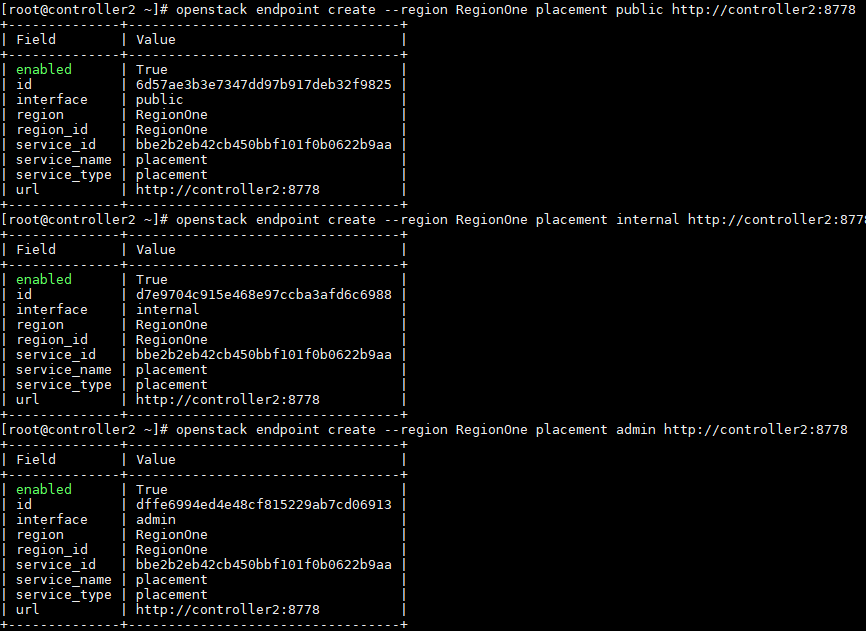 [root@controller2 ~]# openstack endpoint create --region RegionOne placement public http://controller2:8778
+--------------+----------------------------------+
| Field        | Value                            |
+--------------+----------------------------------+
| enabled      | True                             |
| id           | 6d57ae3b3e7347dd97b917deb32f9825 |
| interface    | public                           |
| region       | RegionOne                        |
| region_id    | RegionOne                        |
| service_id   | bbe2b2eb42cb450bbf101f0b0622b9aa |
| service_name | placement                        |
| service_type | placement                        |
| url          | http://controller2:8778          |
+--------------+----------------------------------+
[root@controller2 ~]# openstack endpoint create --region RegionOne placement internal http://controller2:877
+--------------+----------------------------------+
| Field        | Value                            |
+--------------+----------------------------------+
| enabled      | True                             |
| id           | d7e9704c915e468e97ccba3afd6c6988 |
| interface    | internal                         |
| region       | RegionOne                        |
| region_id    | RegionOne                        |
| service_id   | bbe2b2eb42cb450bbf101f0b0622b9aa |
| service_name | placement                        |
| service_type | placement                        |
| url          | http://controller2:8778          |
+--------------+----------------------------------+
[root@controller2 ~]# openstack endpoint create --region RegionOne placement admin http://controller2:8778
+--------------+----------------------------------+
| Field        | Value                            |
+--------------+----------------------------------+
| enabled      | True                             |
| id           | dffe6994ed4e48cf815229ab7cd06913 |
| interface    | admin                            |
| region       | RegionOne                        |
| region_id    | RegionOne                        |
| service_id   | bbe2b2eb42cb450bbf101f0b0622b9aa |
| service_name | placement                        |
| service_type | placement                        |
| url          | http://controller2:8778          |
+--------------+----------------------------------+